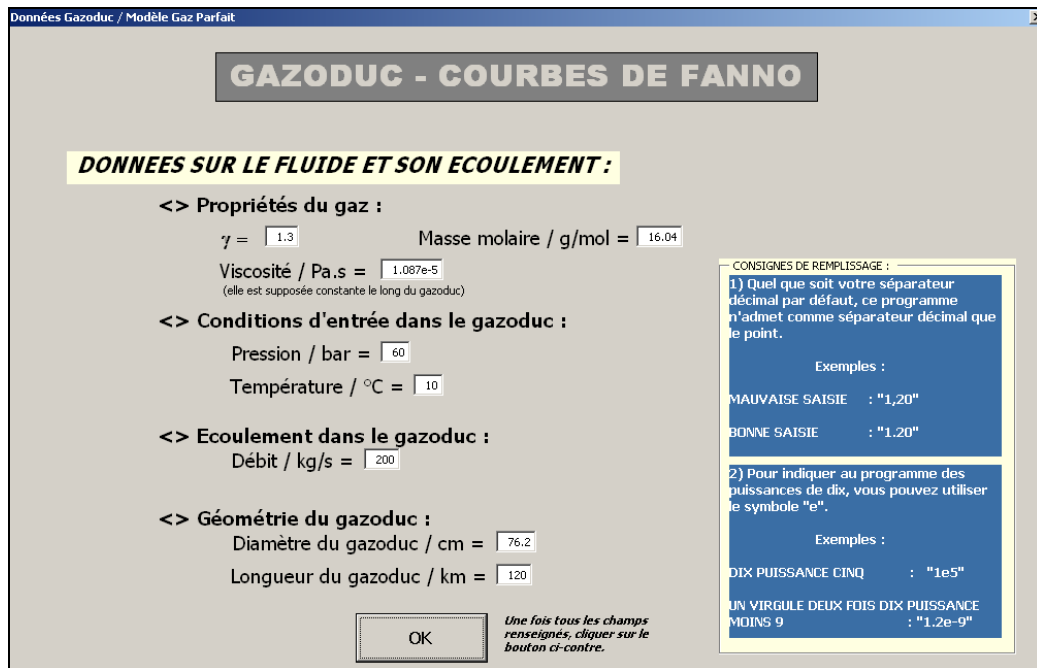 Données Gazoduc / Modèle Gaz Parfait
GAZODUC - COURBES DE FANNO
DONNEES SUR LE FLUIDE ET SON ECOULEMENT :
<> Propriétés du gaz :
γ = 1.3 Masse molaire / g/mol = 16.04
Viscosité / Pa.s = 1.087e-5
(elle est supposée constante le long du gazoduc)
<> Conditions d'entrée dans le gazoduc :
Pression / bar = 60
Température / °C = 10
<> Ecoulement dans le gazoduc :
Débit / kg/s = 200
<> Géométrie du gazoduc :
Diamètre du gazoduc / cm = 76.2
Longueur du gazoduc / km = 120
OK
Une fois tous les champs
renseignés, cliquer sur le
bouton ci-contre.
CONSIGNES DE REMPLISSAGE :
1) Quel que soit votre séparateur
décimal par défaut, ce programme
n'admet comme séparateur décimal que
le point.
Exemples :
MAUVAISE SAISIE : "1,20"
BONNE SAISIE : "1.20"
2) Pour indiquer au programme des
puissances de dix, vous pouvez utiliser
le symbole "e".
Exemples :
DIX PUISSANCE CINQ : "1e5"
UN VIRGULE DEUX FOIS DIX PUISSANCE
MOINS 9 : "1.2e-9"